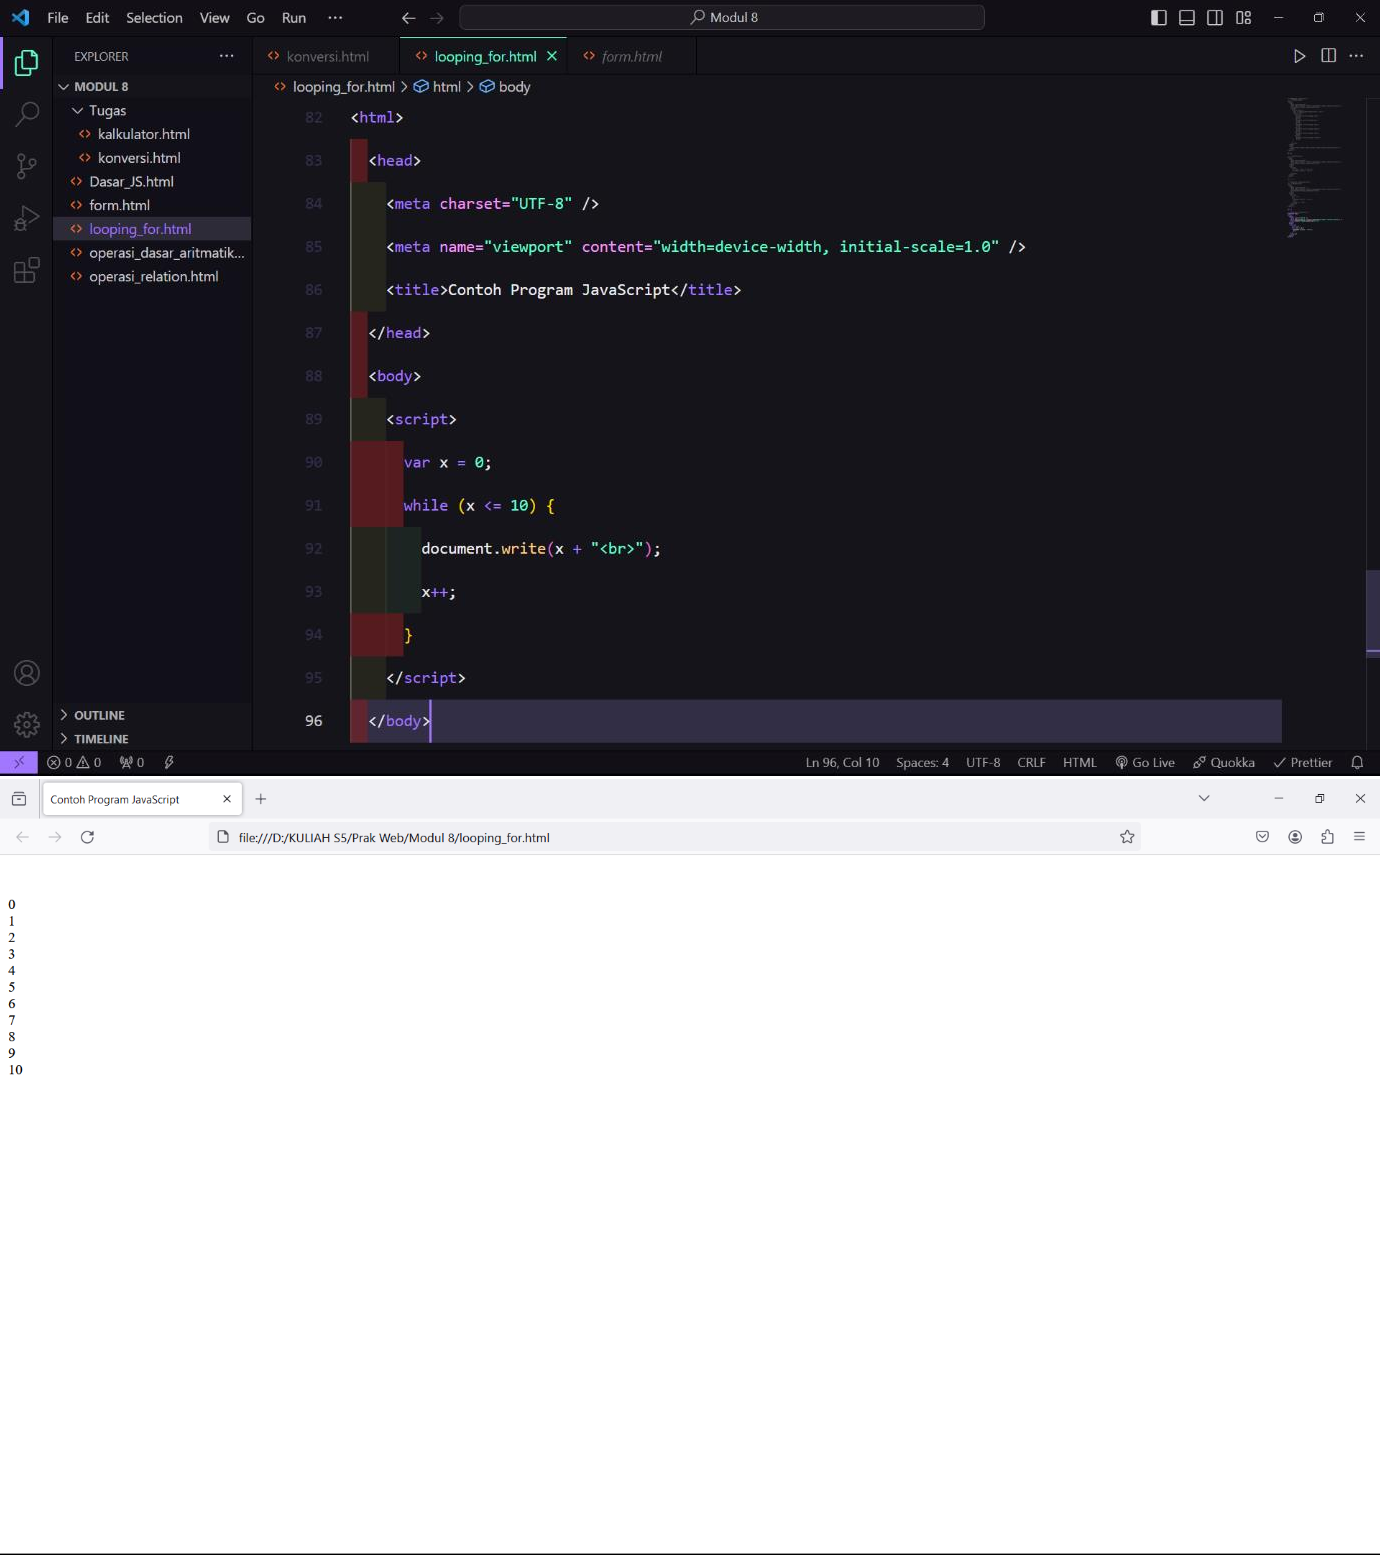 File Edit Selection View Go Run ··· Modul 8
EXPLORER ···
MODUL 8
Tugas
kalkulator.html
konversi.html
Dasar_JS.html
form.html
looping_for.html
operasi_dasar_aritmatik...
operasi_relation.html
OUTLINE
TIMELINE
konversi.html looping_for.html form.html
looping_for.html > html > body
82 <html>
83 <head>
84 <meta charset="UTF-8" />
85 <meta name="viewport" content="width=device-width, initial-scale=1.0" />
86 <title>Contoh Program JavaScript</title>
87 </head>
88 <body>
89 <script>
90 var x = 0;
91 while (x <= 10) {
92 document.write(x + "<br>");
93 x++;
94 }
95 </script>
96 </body>
0 0 0 Ln 96, Col 10 Spaces: 4 UTF-8 CRLF HTML Go Live Quokka Prettier
Contoh Program JavaScript
file:///D:/KULIAH S5/Prak Web/Modul 8/looping_for.html
0
1
2
3
4
5
6
7
8
9
10